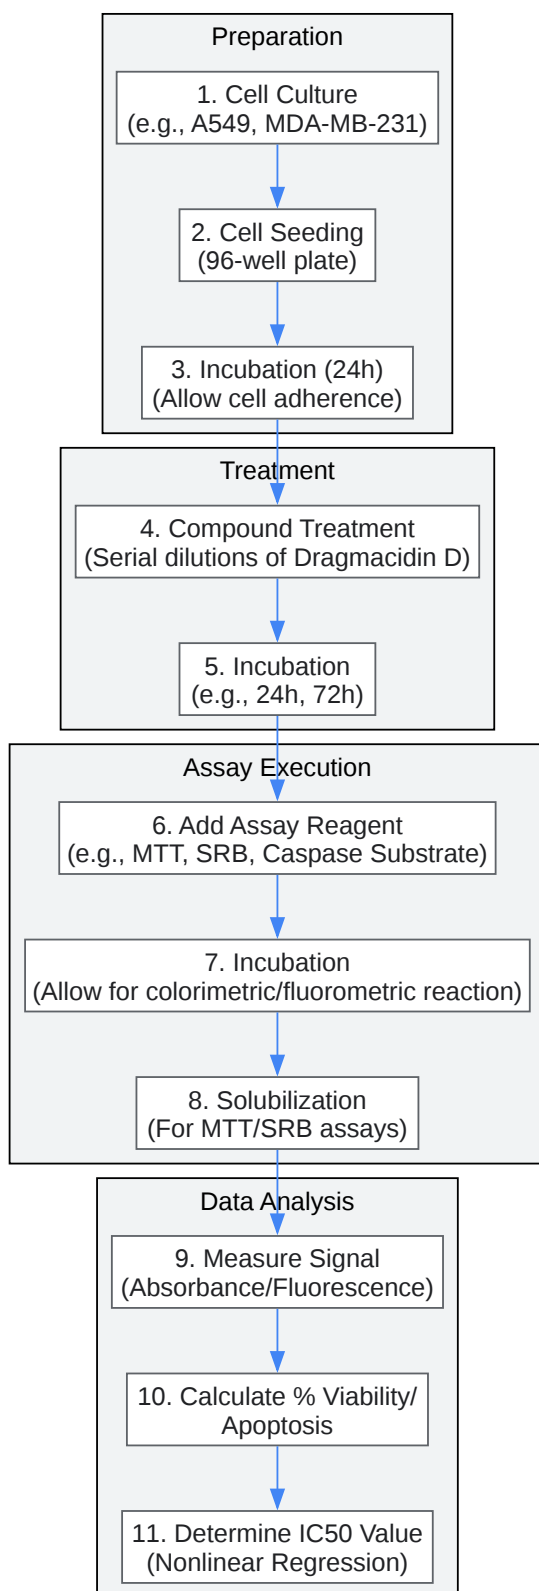 Preparation
1. Cell Culture
(e.g., A549, MDA-MB-231)
2. Cell Seeding
(96-well plate)
3. Incubation (24h)
(Allow cell adherence)
Treatment
4. Compound Treatment
(Serial dilutions of Dragmacidin D)
5. Incubation
(e.g., 24h, 72h)
Assay Execution
6. Add Assay Reagent
(e.g., MTT, SRB, Caspase Substrate)
7. Incubation
(Allow for colorimetric/fluorometric reaction)
8. Solubilization
(For MTT/SRB assays)
Data Analysis
9. Measure Signal
(Absorbance/Fluorescence)
10. Calculate % Viability/
Apoptosis
11. Determine IC50 Value
(Nonlinear Regression)